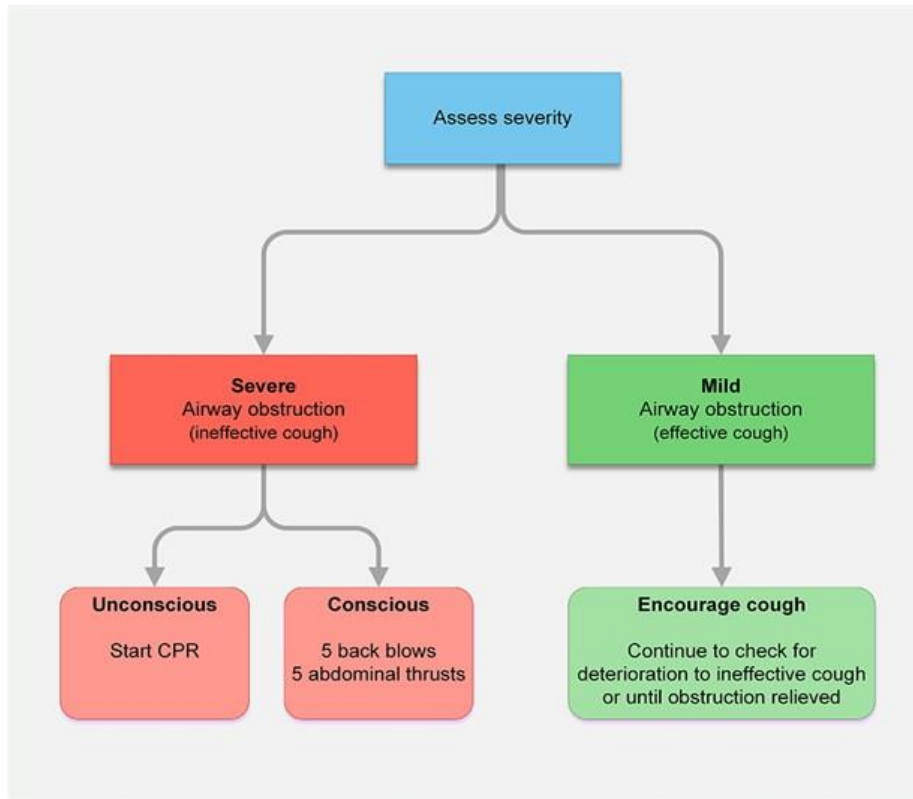 Assess severity
Severe
Airway obstruction
(ineffective cough)
Mild
Airway obstruction
(effective cough)
Unconscious
Start CPR
Conscious
5 back blows
5 abdominal thrusts
Encourage cough
Continue to check for
deterioration to ineffective cough
or until obstruction relieved